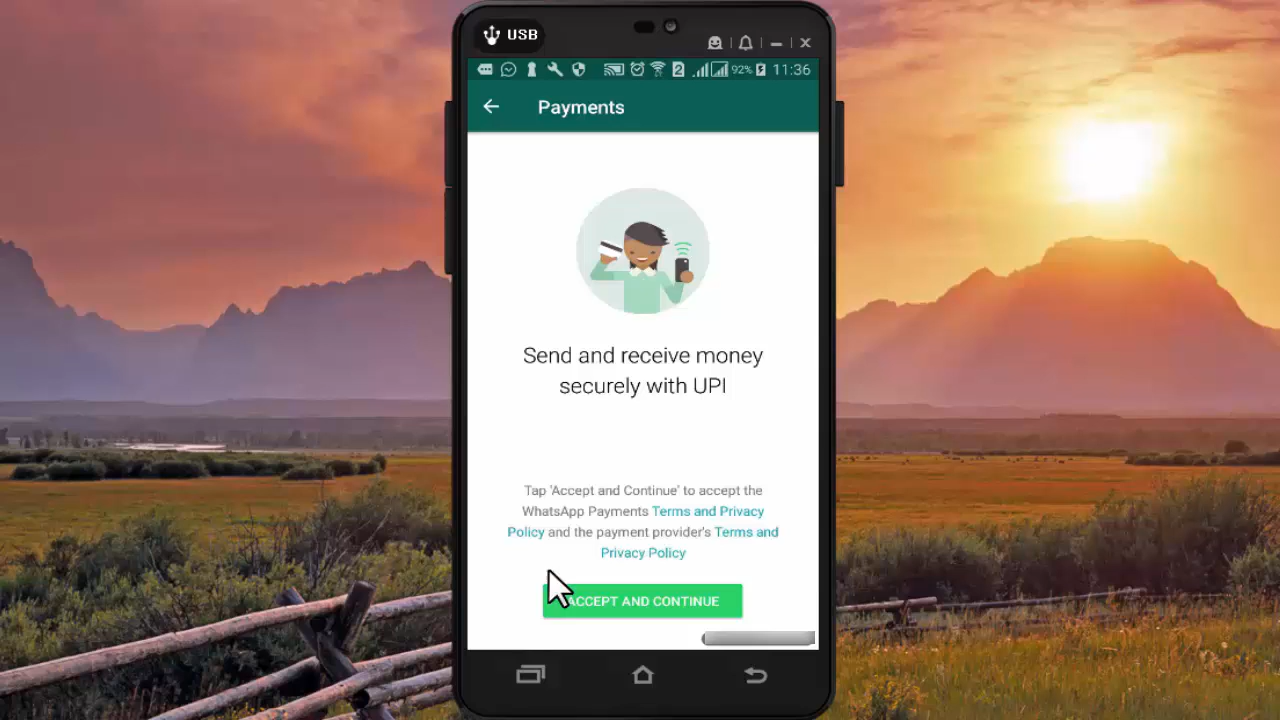 USB
2 92% 11:36
Payments
Send and receive money
securely with UPI
Tap 'Accept and Continue' to accept the
WhatsApp Payments Terms and Privacy
Policy and the payment provider's Terms and
Privacy Policy
ACCEPT AND CONTINUE